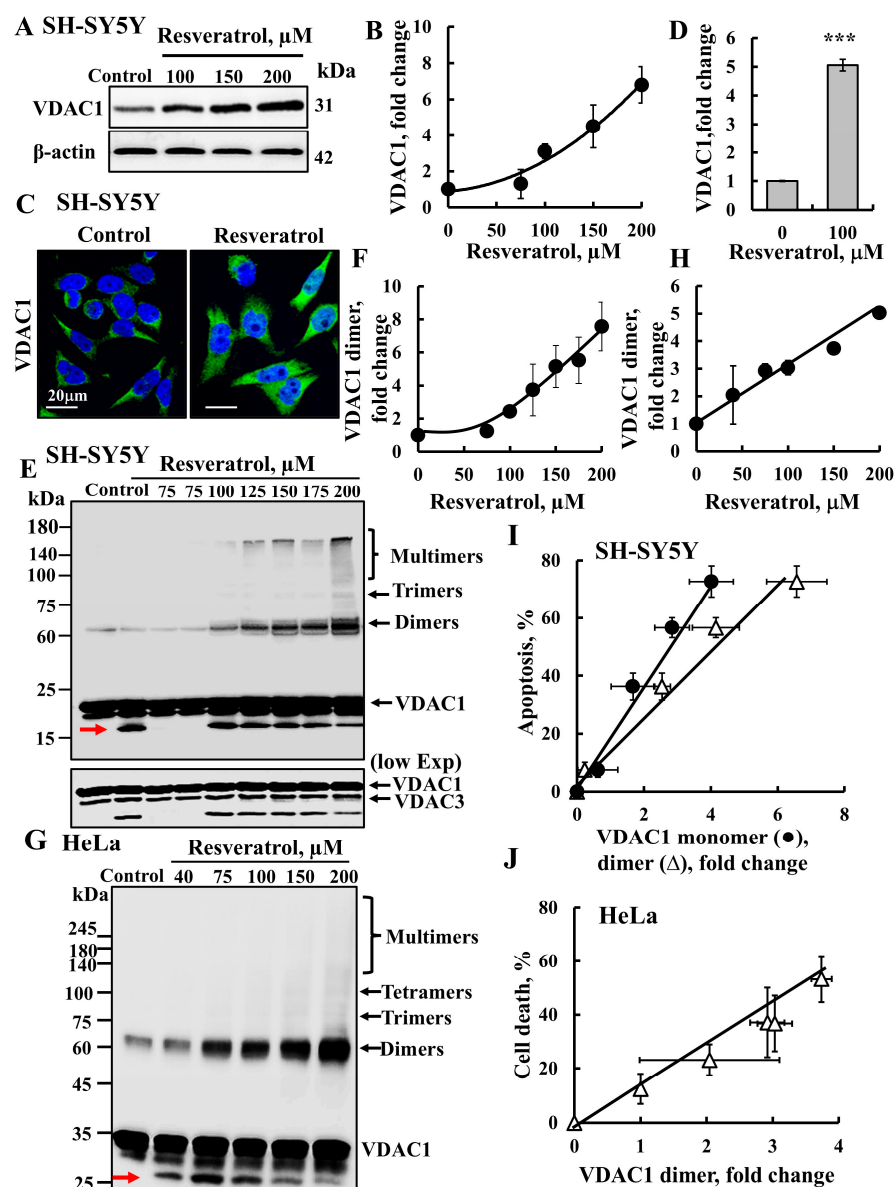 A SH-SY5Y
Resveratrol, µM
Control 100 150 200 kDa
VDAC1 31
β-actin 42
B
VDAC1, fold change
10
8
6
4
2
0
0 50 100 150 200
Resveratrol, µM
D
VDAC1,fold change
***
6
5
4
3
2
1
0
0 100
Resveratrol, µM
C SH-SY5Y
Control Resveratrol
VDAC1
20µm
F
VDAC1 dimer,
fold change
10
8
6
4
2
0
0 50 100 150 200
Resveratrol, µM
H
VDAC1 dimer,
fold change
6
5
4
3
2
1
0
0 50 100 150 200
Resveratrol, µM
E SH-SY5Y
Resveratrol, µM
kDa Control 75 75 100 125 150 175 200
180
140
100
75
60
25
15
Multimers
Trimers
Dimers
VDAC1
(low Exp)
VDAC1
VDAC3
G HeLa
Resveratrol, µM
Control 40 75 100 150 200
kDa
245
180
140
100
75
60
45
35
25
Multimers
Tetramers
Trimers
Dimers
VDAC1
I
SH-SY5Y
Apoptosis, %
80
60
40
20
0
0 2 4 6 8
VDAC1 monomer (●),
dimer (Δ), fold change
J
HeLa
Cell death, %
80
60
40
20
0
0 1 2 3 4
VDAC1 dimer, fold change